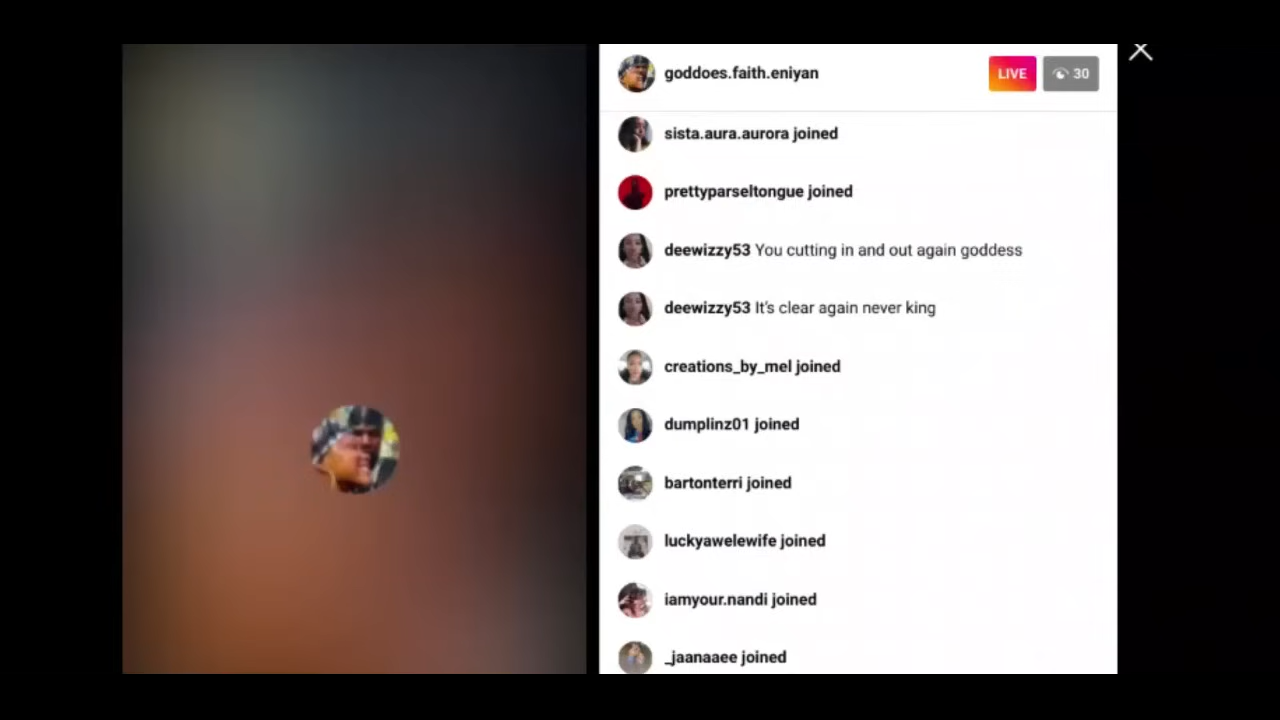 goddoes.faith.eniyan LIVE 30
sista.aura.aurora joined
prettyparseltongue joined
deewizzy53 You cutting in and out again goddess
deewizzy53 It's clear again never king
creations_by_mel joined
dumplinz01 joined
bartonterri joined
luckyawelewife joined
iamyour.nandi joined
_jaanaaee joined